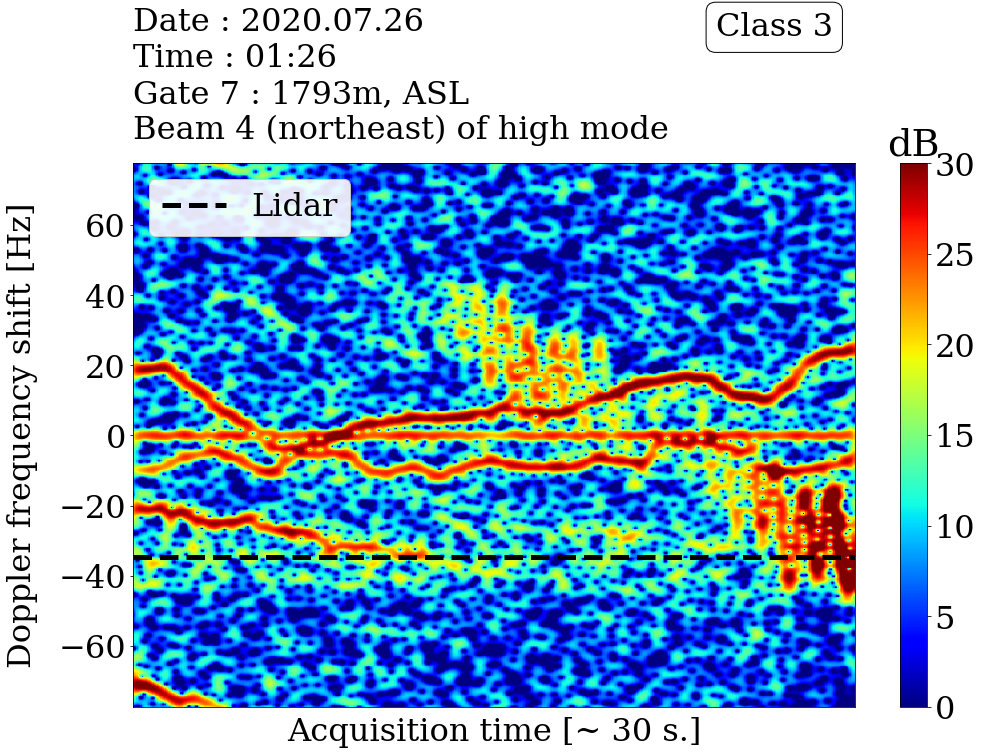 Date : 2020.07.26
Time : 01:26
Gate 7 : 1793m, ASL
Beam 4 (northeast) of high mode
Class 3
dB
Lidar
Doppler frequency shift [Hz]
60
40
20
0
−20
−40
−60
Acquisition time [~ 30 s.]
30
25
20
15
10
5
0